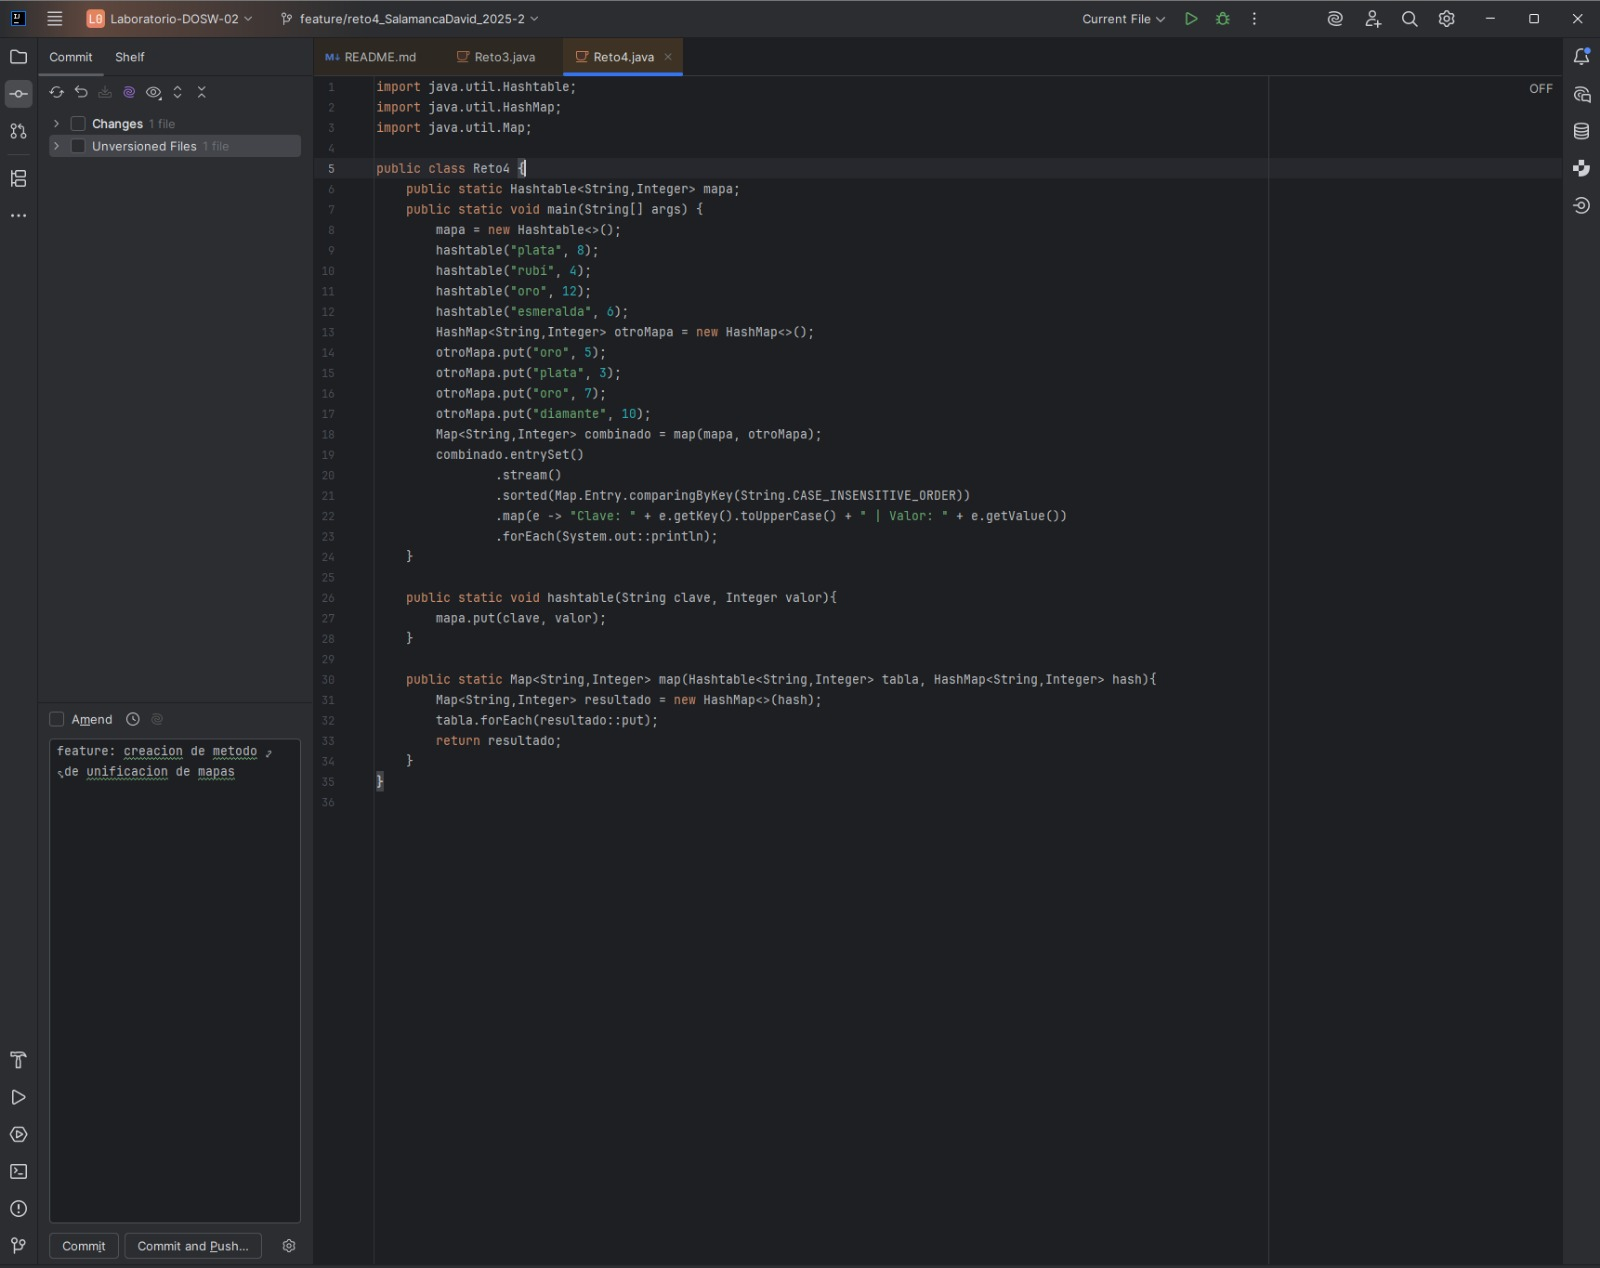 L0 Laboratorio-DOSW-02 feature/reto4_SalamancaDavid_2025-2 Current File
Commit Shelf
README.md Reto3.java Reto4.java
OFF
Changes 1 file
Unversioned Files 1 file
1 import java.util.Hashtable;
2 import java.util.HashMap;
3 import java.util.Map;
4
5 public class Reto4 {
6 public static Hashtable<String,Integer> mapa;
7 public static void main(String[] args) {
8 mapa = new Hashtable<>();
9 hashtable("plata", 8);
10 hashtable("rubi", 4);
11 hashtable("oro", 12);
12 hashtable("esmeralda", 6);
13 HashMap<String,Integer> otroMapa = new HashMap<>();
14 otroMapa.put("oro", 5);
15 otroMapa.put("plata", 3);
16 otroMapa.put("oro", 7);
17 otroMapa.put("diamante", 10);
18 Map<String,Integer> combinado = map(mapa, otroMapa);
19 combinado.entrySet()
20 .stream()
21 .sorted(Map.Entry.comparingByKey(String.CASE_INSENSITIVE_ORDER))
22 .map(e -> "Clave: " + e.getKey().toUpperCase() + " | Valor: " + e.getValue())
23 .forEach(System.out::println);
24 }
25
26 public static void hashtable(String clave, Integer valor){
27 mapa.put(clave, valor);
28 }
29
30 public static Map<String,Integer> map(Hashtable<String,Integer> tabla, HashMap<String,Integer> hash){
31 Map<String,Integer> resultado = new HashMap<>(hash);
32 tabla.forEach(resultado::put);
33 return resultado;
34 }
35 }
36
Amend
feature: creacion de metodo
de unificacion de mapas
Commit Commit and Push...